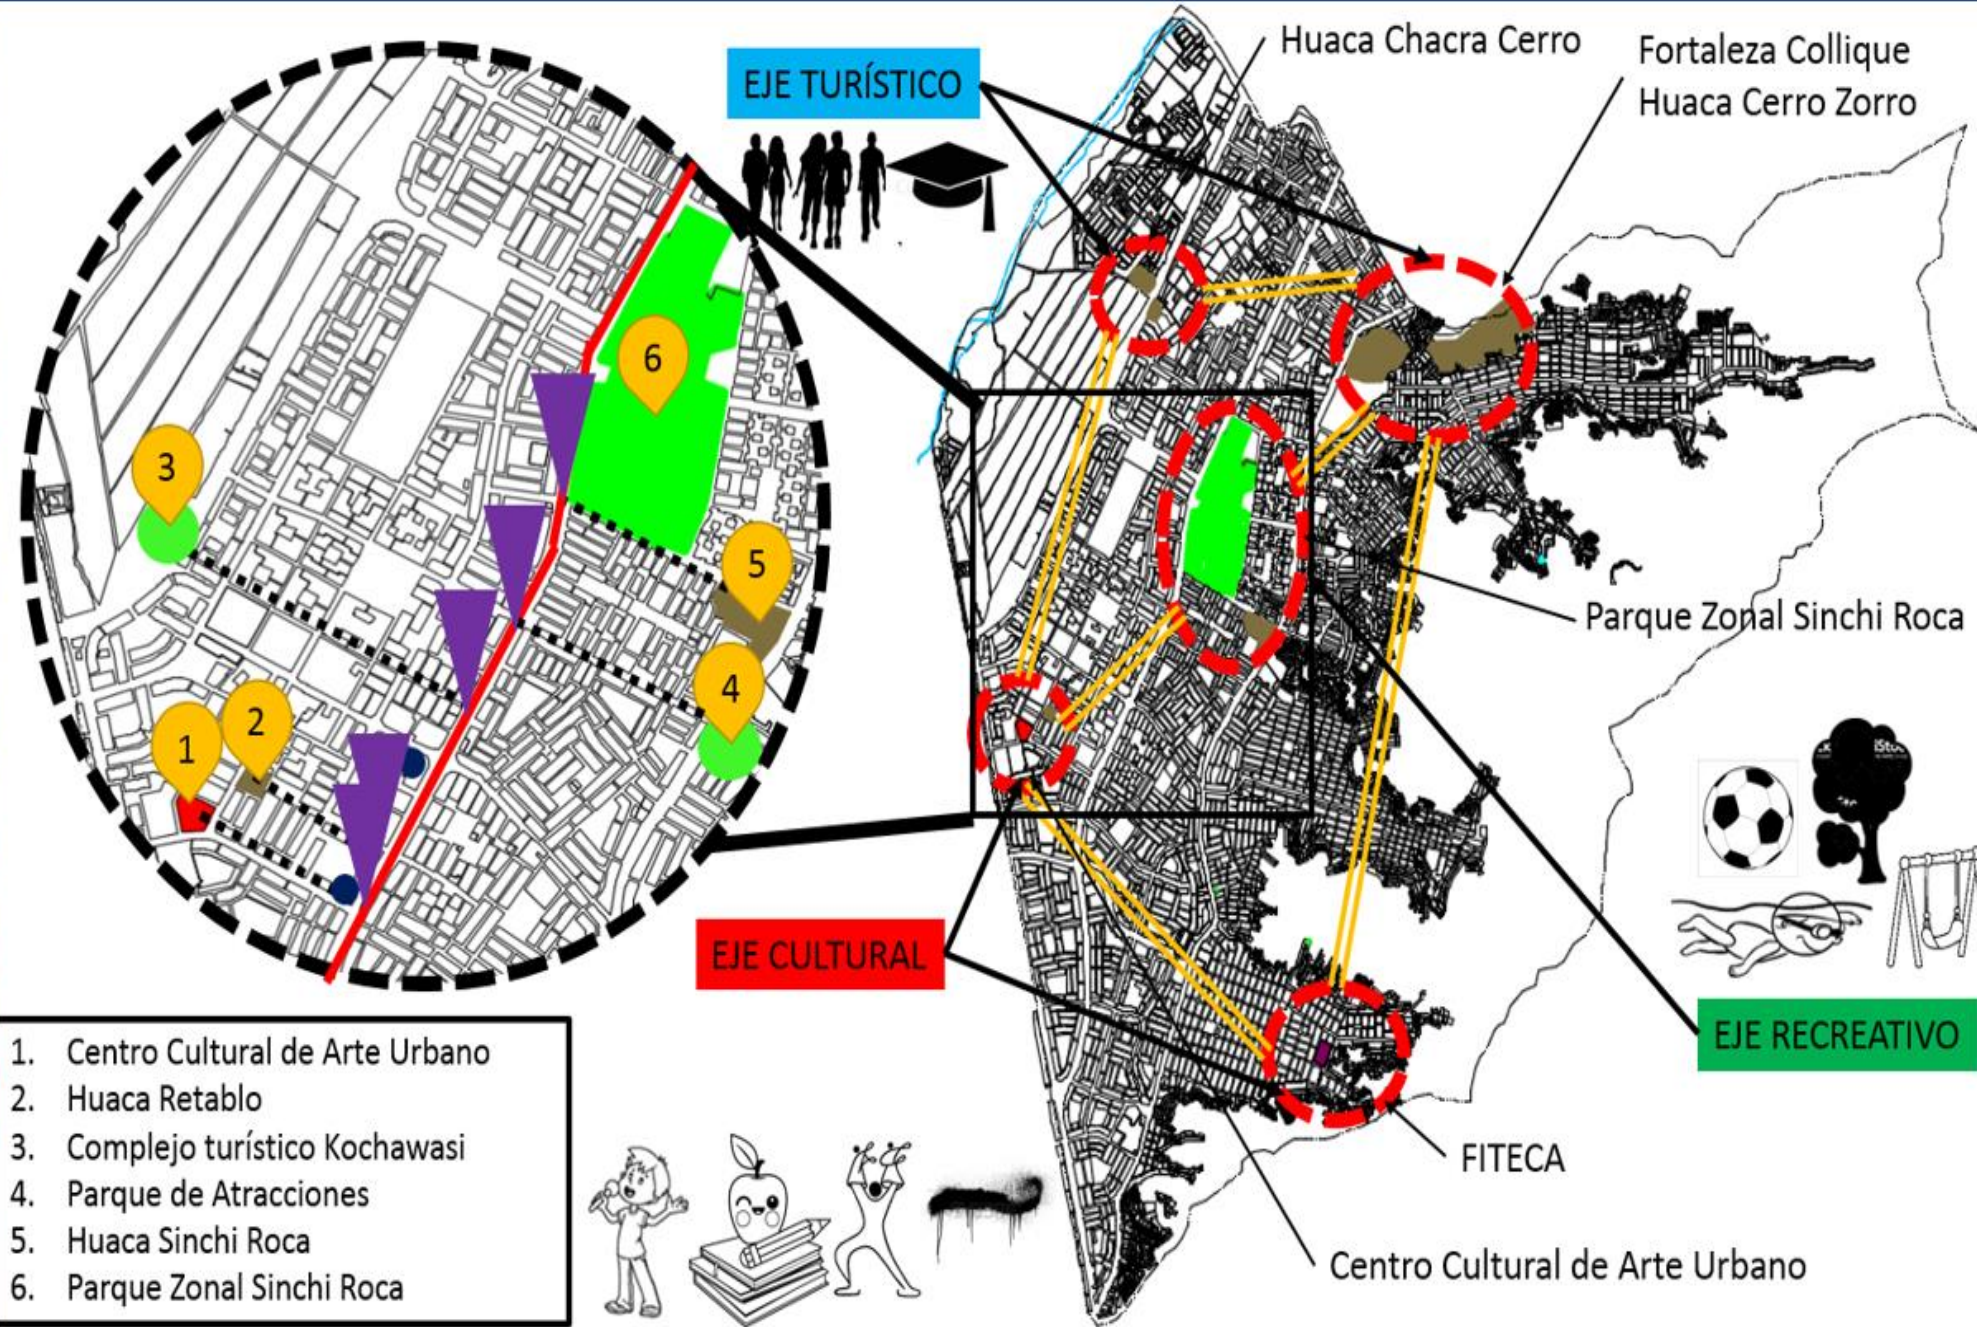 Huaca Chacra Cerro
Fortaleza Collique
Huaca Cerro Zorro
EJE TURÍSTICO
6
3
5
4
2
1
Parque Zonal Sinchi Roca
iStoc
EJE CULTURAL
EJE RECREATIVO
FITECA
Centro Cultural de Arte Urbano
1. Centro Cultural de Arte Urbano
2. Huaca Retablo
3. Complejo turístico Kochawasi
4. Parque de Atracciones
5. Huaca Sinchi Roca
6. Parque Zonal Sinchi Roca